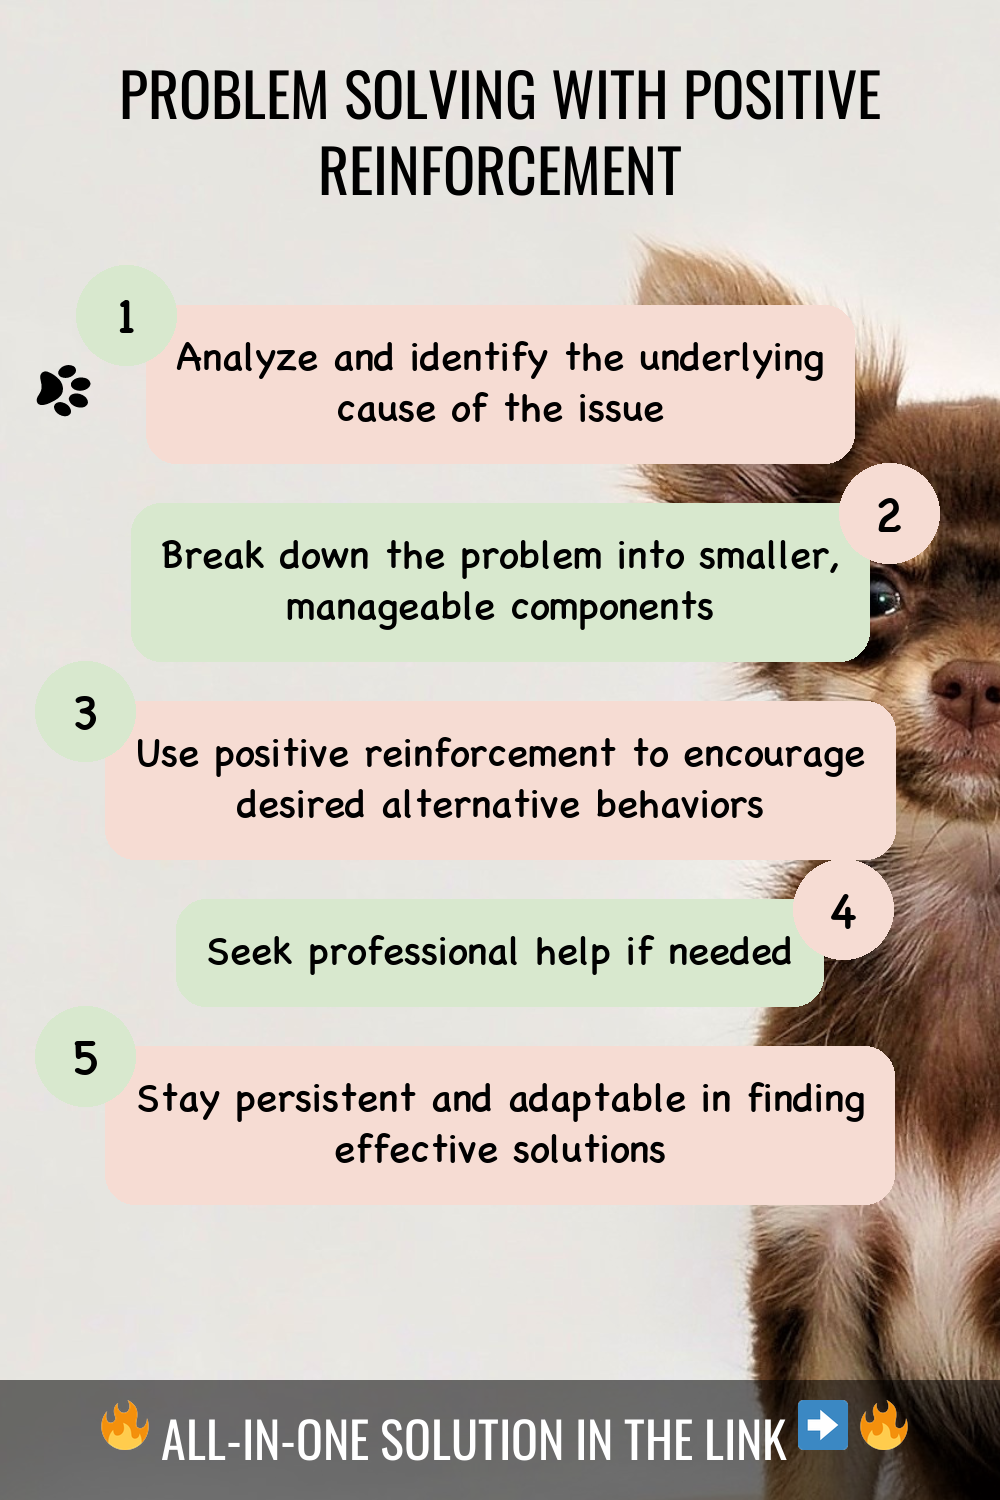 PROBLEM SOLVING WITH POSITIVE
REINFORCEMENT
1
Analyze and identify the underlying
cause of the issue
2
Break down the problem into smaller,
manageable components
3
Use positive reinforcement to encourage
desired alternative behaviors
4
Seek professional help if needed
5
Stay persistent and adaptable in finding
effective solutions
🔥 ALL-IN-ONE SOLUTION IN THE LINK ➡️ 🔥